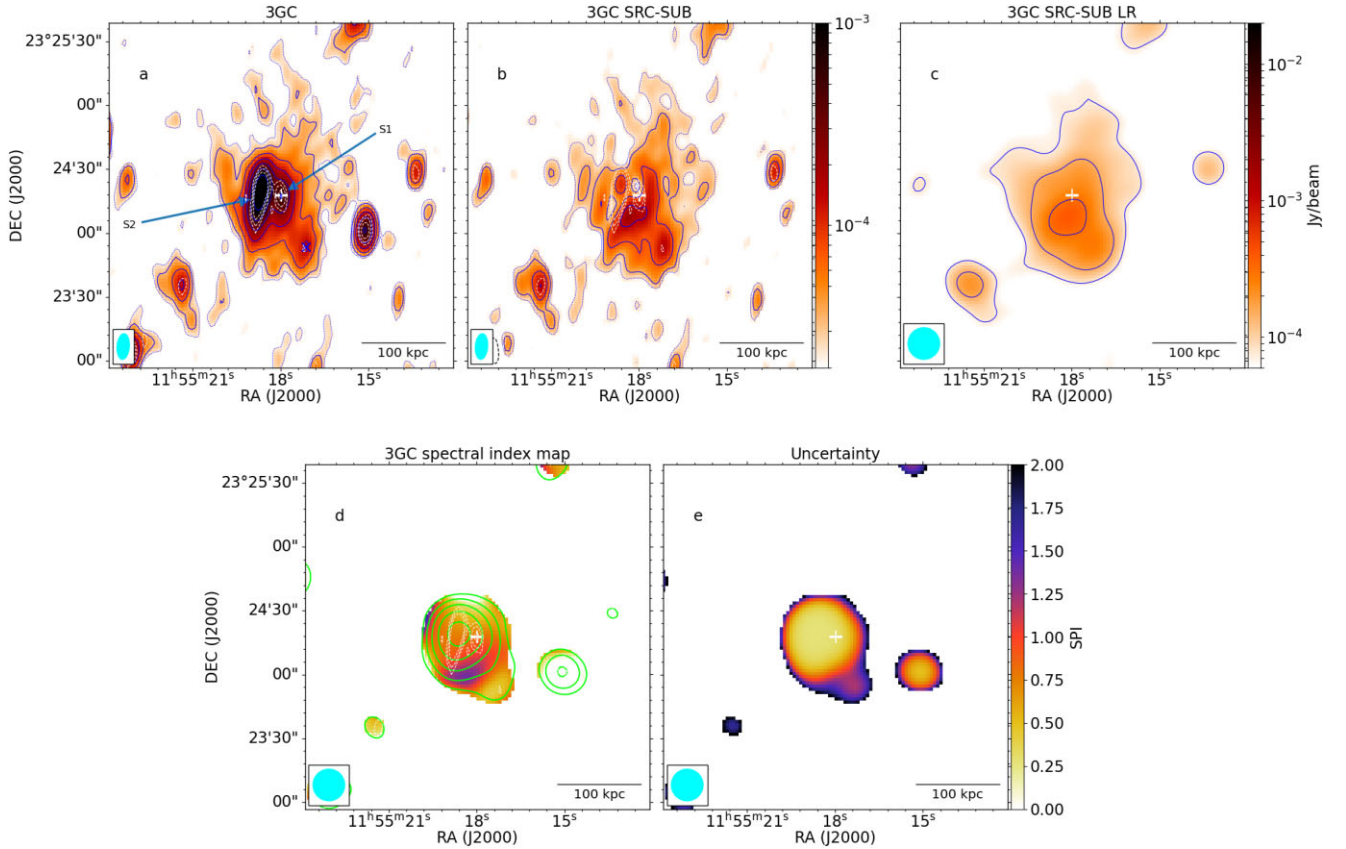 3GC
3GC SRC-SUB
3GC SRC-SUB LR
a
b
c
S1
S2
23°25'30"
00"
24'30"
00"
23'30"
00"
DEC (J2000)
100 kpc
100 kpc
100 kpc
11ʰ55ᵐ21ˢ 18ˢ 15ˢ
11ʰ55ᵐ21ˢ 18ˢ 15ˢ
11ʰ55ᵐ21ˢ 18ˢ 15ˢ
RA (J2000)
RA (J2000)
RA (J2000)
10⁻³
10⁻⁴
10⁻²
10⁻³
10⁻⁴
Jy/beam
3GC spectral index map
Uncertainty
d
e
23°25'30"
00"
24'30"
00"
23'30"
00"
DEC (J2000)
100 kpc
100 kpc
11ʰ55ᵐ21ˢ 18ˢ 15ˢ
11ʰ55ᵐ21ˢ 18ˢ 15ˢ
RA (J2000)
RA (J2000)
2.00
1.75
1.50
1.25
1.00
0.75
0.50
0.25
0.00
SPI